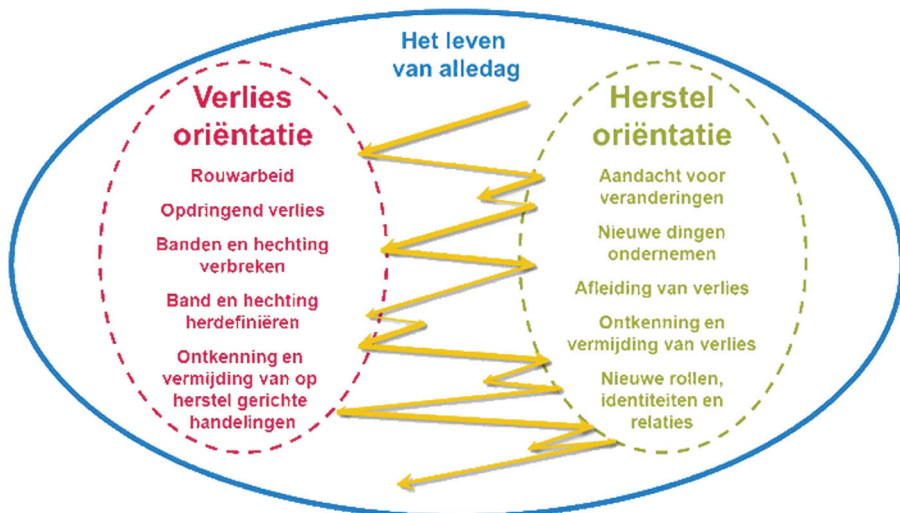 Het leven
van alledag
Verlies
oriëntatie
Rouwarbeid
Opdringend verlies
Banden en hechting
verbreken
Band en hechting
herdefiniëren
Ontkenning en
vermijding van op
herstel gerichte
handelingen
Herstel
oriëntatie
Aandacht voor
veranderingen
Nieuwe dingen
ondernemen
Afleiding van verlies
Ontkenning en
vermijding van verlies
Nieuwe rollen,
identiteiten en
relaties